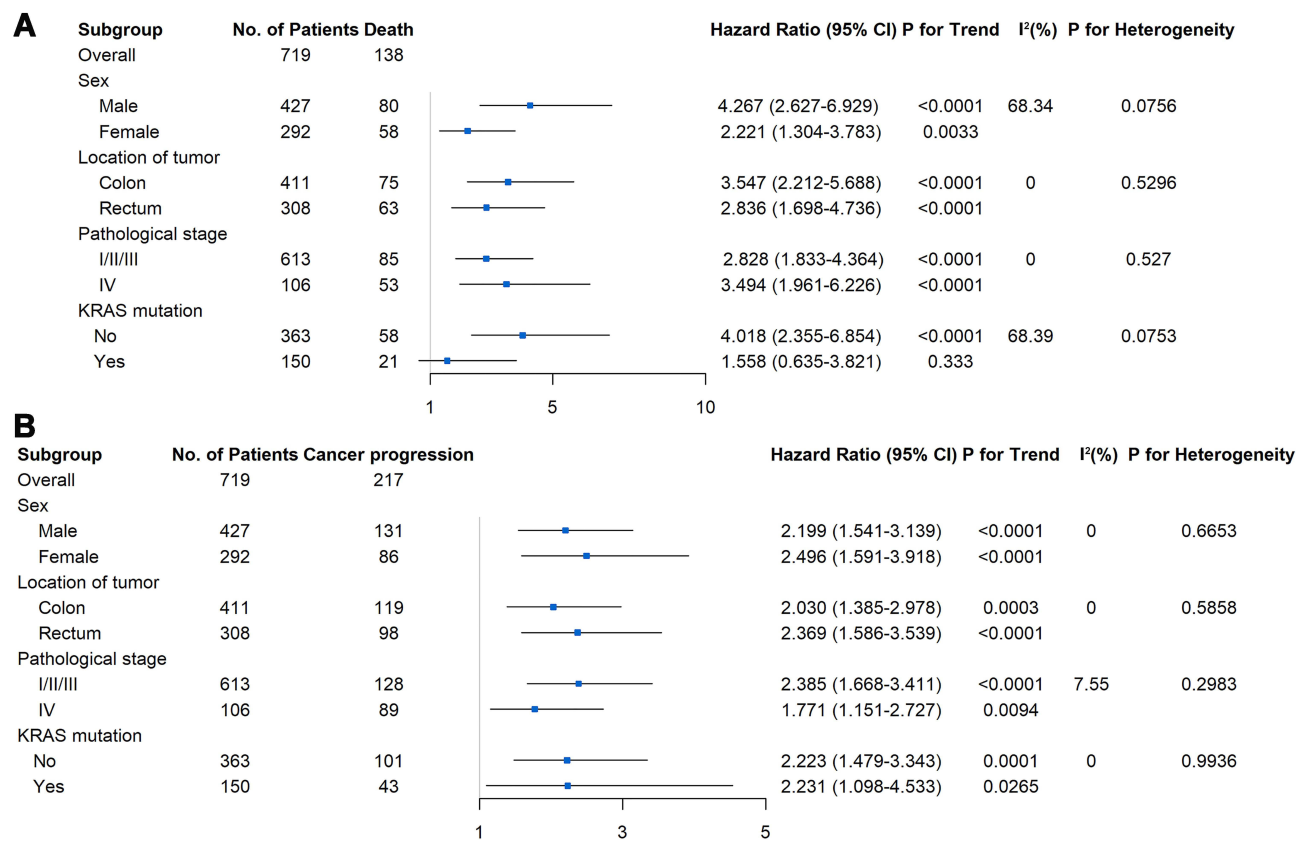 A
Subgroup No. of Patients Death Hazard Ratio (95% CI) P for Trend I²(%) P for Heterogeneity
Overall 719 138
Sex
Male 427 80 4.267 (2.627-6.929) <0.0001 68.34 0.0756
Female 292 58 2.221 (1.304-3.783) 0.0033
Location of tumor
Colon 411 75 3.547 (2.212-5.688) <0.0001 0 0.5296
Rectum 308 63 2.836 (1.698-4.736) <0.0001
Pathological stage
I/II/III 613 85 2.828 (1.833-4.364) <0.0001 0 0.527
IV 106 53 3.494 (1.961-6.226) <0.0001
KRAS mutation
No 363 58 4.018 (2.355-6.854) <0.0001 68.39 0.0753
Yes 150 21 1.558 (0.635-3.821) 0.333
1 5 10
B
Subgroup No. of Patients Cancer progression Hazard Ratio (95% CI) P for Trend I²(%) P for Heterogeneity
Overall 719 217
Sex
Male 427 131 2.199 (1.541-3.139) <0.0001 0 0.6653
Female 292 86 2.496 (1.591-3.918) <0.0001
Location of tumor
Colon 411 119 2.030 (1.385-2.978) 0.0003 0 0.5858
Rectum 308 98 2.369 (1.586-3.539) <0.0001
Pathological stage
I/II/III 613 128 2.385 (1.668-3.411) <0.0001 7.55 0.2983
IV 106 89 1.771 (1.151-2.727) 0.0094
KRAS mutation
No 363 101 2.223 (1.479-3.343) 0.0001 0 0.9936
Yes 150 43 2.231 (1.098-4.533) 0.0265
1 3 5